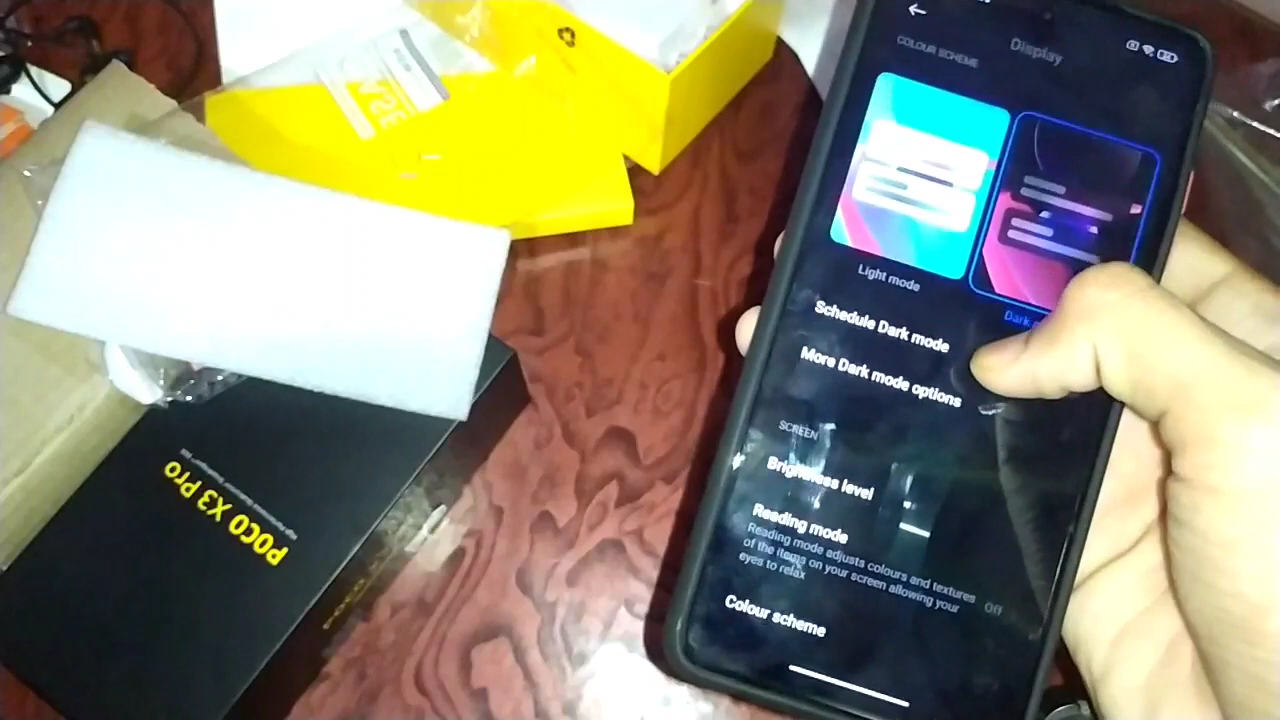 Display
COLOUR SCHEME
Light mode
Dark
Schedule Dark mode
More Dark mode options
SCREEN
Brightness level
Reading mode
Reading mode adjusts colours and textures
of the items on your screen allowing your
eyes to relax
Off
Colour scheme
POCO X3 Pro